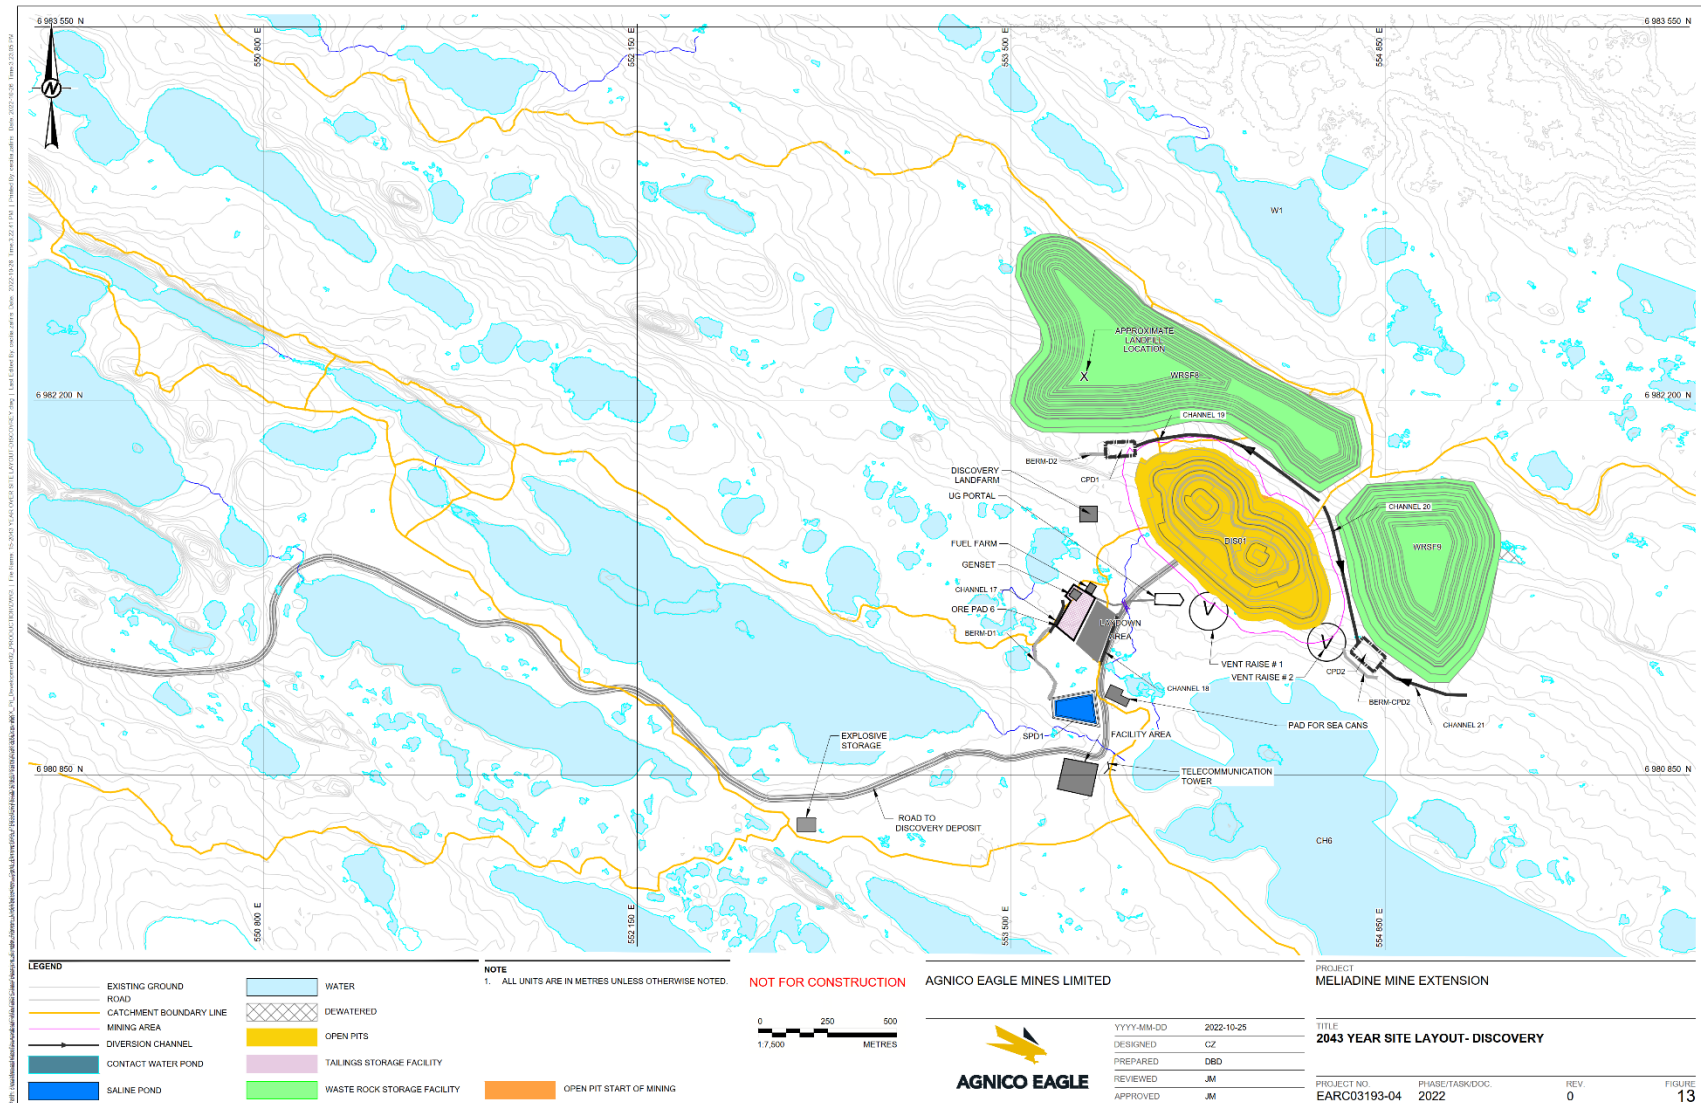 6 983 550 N
6 983 550 N
550 800 E
552 150 E
553 500 E
554 850 E
N
W1
APPROXIMATE
LANDFILL
LOCATION
X
WRSF8
6 982 200 N
6 982 200 N
CHANNEL 19
BERM-D2
CPD1
DISCOVERY
LANDFARM
UG PORTAL
CHANNEL 20
DIS01
WRSF9
FUEL FARM
GENSET
CHANNEL 17
ORE PAD 6
BERM-D1
LAYDOWN
AREA
V
V
VENT RAISE # 1
VENT RAISE # 2
CPD2
BERM-CPD2
CHANNEL 21
CHANNEL 18
PAD FOR SEA CANS
SPD1
FACILITY AREA
EXPLOSIVE
STORAGE
6 980 850 N
6 980 850 N
TELECOMMUNICATION
TOWER
ROAD TO
DISCOVERY DEPOSIT
CH6
550 800 E
552 150 E
553 500 E
554 850 E
LEGEND
EXISTING GROUND
ROAD
CATCHMENT BOUNDARY LINE
MINING AREA
DIVERSION CHANNEL
CONTACT WATER POND
SALINE POND
WATER
DEWATERED
OPEN PITS
TAILINGS STORAGE FACILITY
WASTE ROCK STORAGE FACILITY
OPEN PIT START OF MINING
NOTE
1. ALL UNITS ARE IN METRES UNLESS OTHERWISE NOTED.
NOT FOR CONSTRUCTION
0 250 500
1:7,500 METRES
AGNICO EAGLE MINES LIMITED
AGNICO EAGLE
YYYY-MM-DD 2022-10-25
DESIGNED CZ
PREPARED DBD
REVIEWED JM
APPROVED JM
PROJECT
MELIADINE MINE EXTENSION
TITLE
2043 YEAR SITE LAYOUT- DISCOVERY
PROJECT NO. PHASE/TASK/DOC. REV. FIGURE
EARC03193-04 2022 0 13